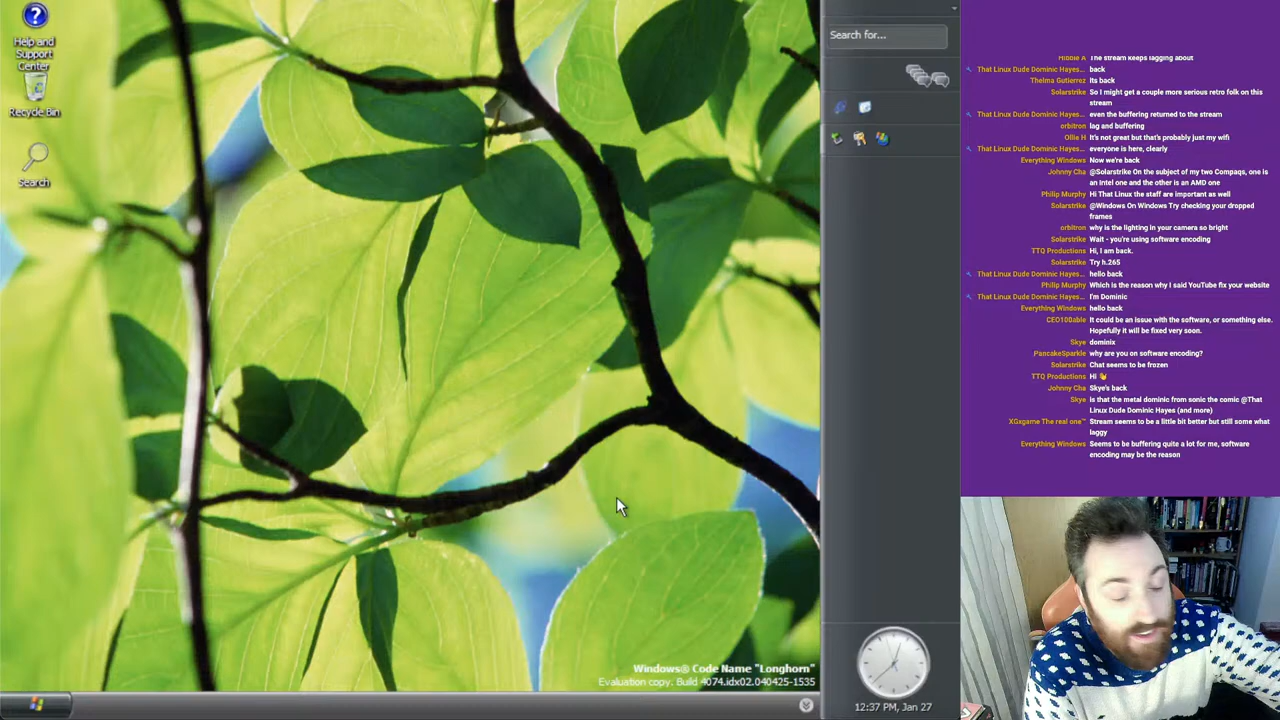 Help and
Support
Center
Recycle Bin
Search
Search for...
Windows® Code Name "Longhorn"
Evaluation copy. Build 4074.idx02.040425-1535
12:37 PM, Jan 27
The stream keeps lagging about
That Linux Dude Dominic Hayes... back
Thelma Gutierrez Its back
Solarstrike So I might get a couple more serious retro folk on this
stream
That Linux Dude Dominic Hayes... even the buffering returned to the stream
orbitron lag and buffering
Ollie H It's not great but that's probably just my wifi
That Linux Dude Dominic Hayes... everyone is here, clearly
Everything Windows Now we're back
Johnny Cha @Solarstrike On the subject of my two Compaqs, one is
an Intel one and the other is an AMD one
Philip Murphy Hi That Linux the staff are important as well
Solarstrike @Windows On Windows Try checking your dropped
frames
orbitron why is the lighting in your camera so bright
Solarstrike Wait - you're using software encoding
TTQ Productions Hi, I am back.
Solarstrike Try h.265
That Linux Dude Dominic Hayes... hello back
Philip Murphy Which is the reason why I said YouTube fix your website
That Linux Dude Dominic Hayes... I'm Dominic
Everything Windows hello back
CEO100able It could be an issue with the software, or something else.
Hopefully it will be fixed very soon.
Skye dominix
PancakeSparkle why are you on software encoding?
Solarstrike Chat seems to be frozen
TTQ Productions Hi 👋
Johnny Cha Skye's back
Skye is that the metal dominic from sonic the comic @That
Linux Dude Dominic Hayes (and more)
XGxgame The real one™ Stream seems to be a little bit better but still some what
laggy
Everything Windows Seems to be buffering quite a lot for me, software
encoding may be the reason